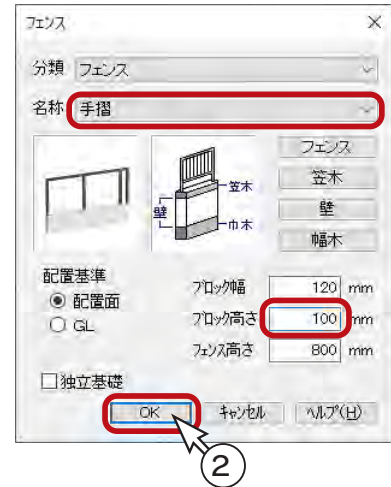 フェンス
分類 フェンス
名称 手摺
フェンス
笠木
壁
幅木
笠木
壁
巾木
配置基準
配置面
GL
ブロック幅 120 mm
ブロック高さ 100 mm
フェンス高さ 800 mm
独立基礎
OK キャンセル ヘルプ(H)
2